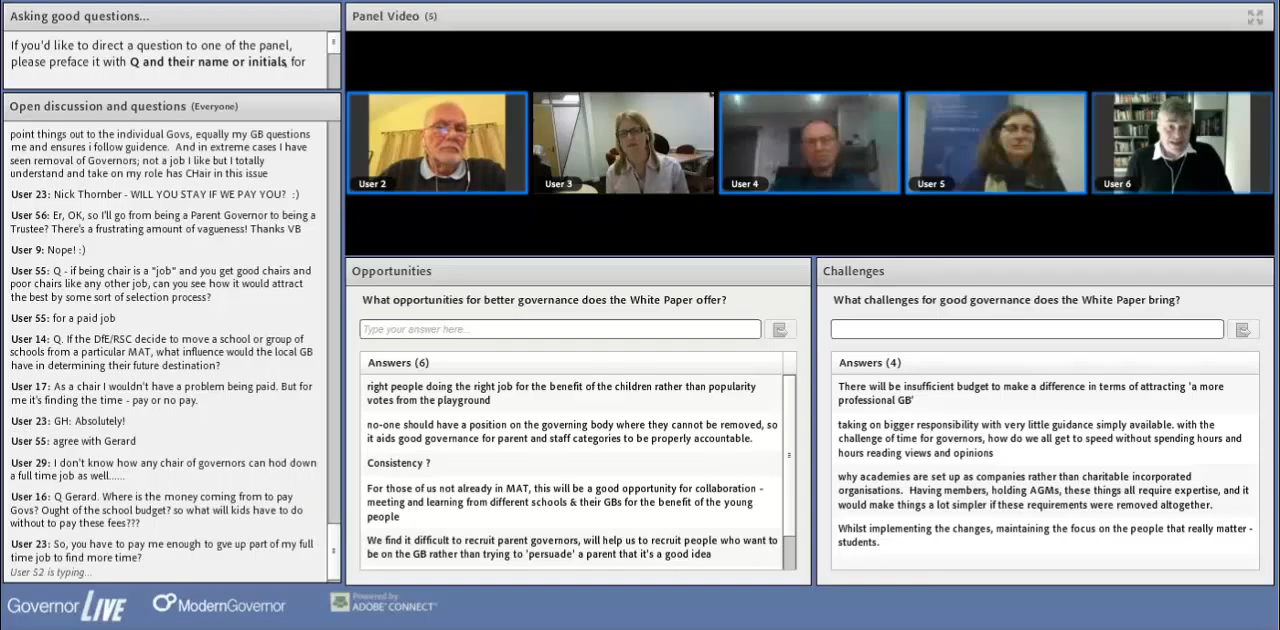 Asking good questions...
If you'd like to direct a question to one of the panel,
please preface it with Q and their name or initials, for
Open discussion and questions (Everyone)
point things out to the individual Govs, equally my GB questions
me and ensures i follow guidence.  And in extreme cases I have
seen removal of Governors; not a job I like but I totally
understand and take on my role has CHair in this issue
User 23: Nick Thornber - WILL YOU STAY IF WE PAY YOU?  :)
User 56: Er, OK, so I'll go from being a Parent Governor to being a
Trustee? There's a frustrating amount of vagueness! Thanks VB
User 9: Nope! :)
User 55: Q - if being chair is a "job" and you get good chairs and
poor chairs like any other job, can you see how it would attract
the best by some sort of selection process?
User 55: for a paid job
User 14: Q. If the DfE/RSC decide to move a school or group of
schools from a particular MAT, what influence would the local GB
have in determining their future destination?
User 17: As a chair I wouldn't have a problem being paid. But for
me it's finding the time - pay or no pay.
User 23: GH: Absolutely!
User 55: agree with Gerard
User 29: I don't know how any chair of governors can hod down
a full time job as well......
User 16: Q Gerard. Where is the money coming from to pay
Govs? Ought of the school budget? so what will kids have to do
without to pay these fees???
User 23: So, you have to pay me enough to gve up part of my full
time job to find more time?
User 52 is typing...
Panel Video (5)
User 2
User 3
User 4
User 5
User 6
Opportunities
What opportunities for better governance does the White Paper offer?
Type your answer here...
Answers (6)
right people doing the right job for the benefit of the children rather than popularity
votes from the playground
no-one should have a position on the governing body where they cannot be removed, so
it aids good governance for parent and staff categories to be properly accountable.
Consistency ?
For those of us not already in MAT, this will be a good opportunity for collaboration -
meeting and learning from different schools & their GBs for the benefit of the young
people
We find it difficult to recruit parent governors, will help us to recruit people who want to
be on the GB rather than trying to 'persuade' a parent that it's a good idea
Challenges
What challenges for good governance does the White Paper bring?
Answers (4)
There will be insufficient budget to make a difference in terms of attracting 'a more
professional GB'
taking on bigger responsibility with very little guidance simply available. with the
challenge of time for governors, how do we all get to speed without spending hours and
hours reading views and opinions
why academies are set up as companies rather than charitable incorporated
organisations.  Having members, holding AGMs, these things all require expertise, and it
would make things a lot simpler if these requirements were removed altogether.
Whilst implementing the changes, maintaining the focus on the people that really matter -
students.
Governor LIVE
ModernGovernor
Powered by
ADOBE® CONNECT™